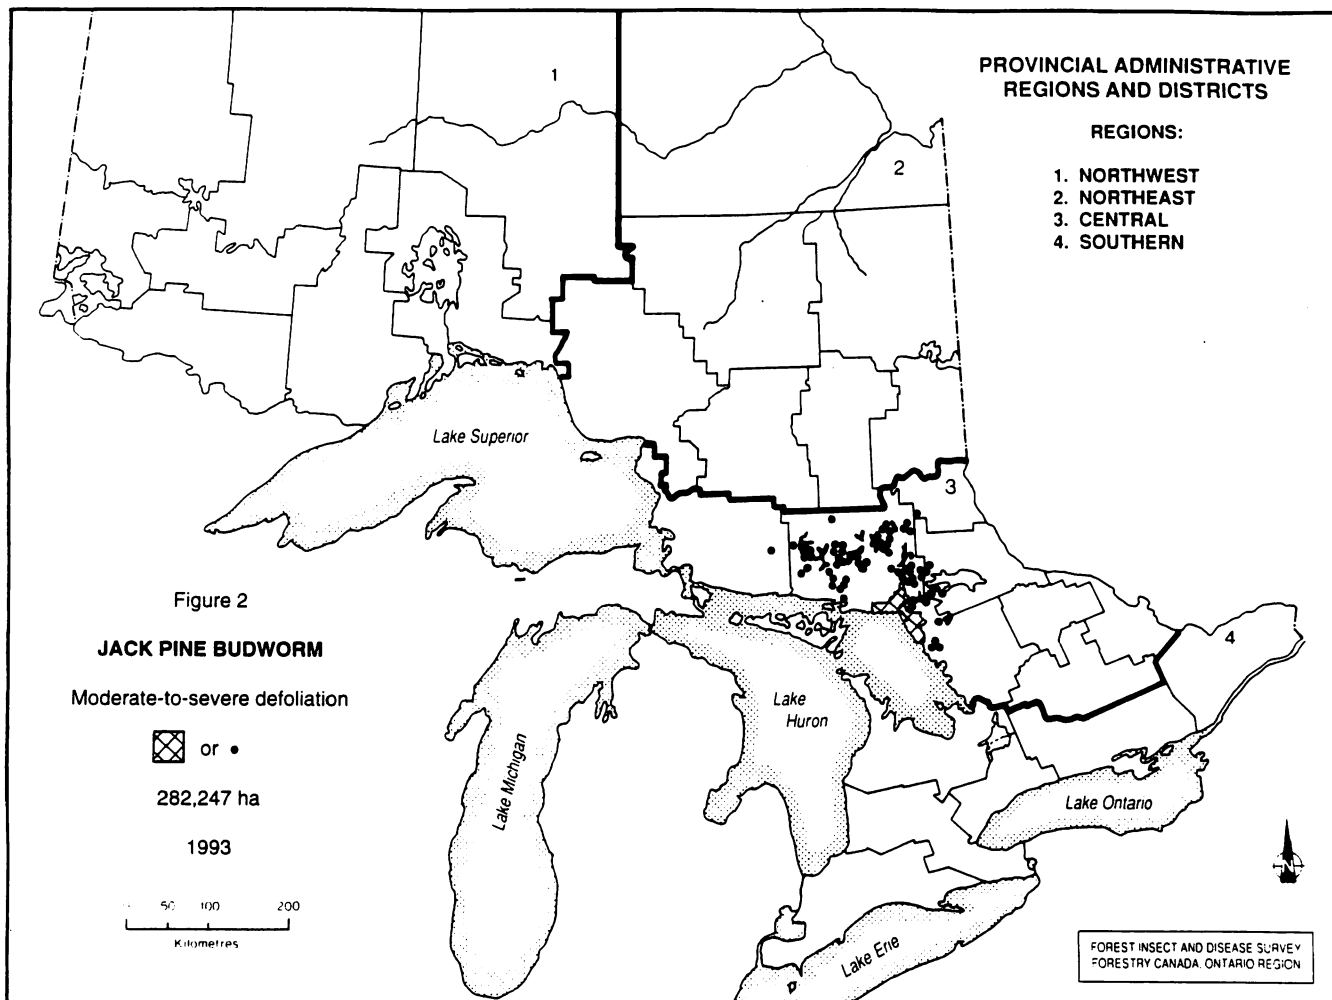 PROVINCIAL ADMINISTRATIVE
REGIONS AND DISTRICTS
REGIONS:
1. NORTHWEST
2. NORTHEAST
3. CENTRAL
4. SOUTHERN
1
2
3
4
Lake Superior
Lake Michigan
Lake
Huron
Lake Ontario
Lake Erie
Figure 2
JACK PINE BUDWORM
Moderate-to-severe defoliation
or
282,247 ha
1993
50 100 200
Kilometres
N
FOREST INSECT AND DISEASE SURVEY
FORESTRY CANADA, ONTARIO REGION